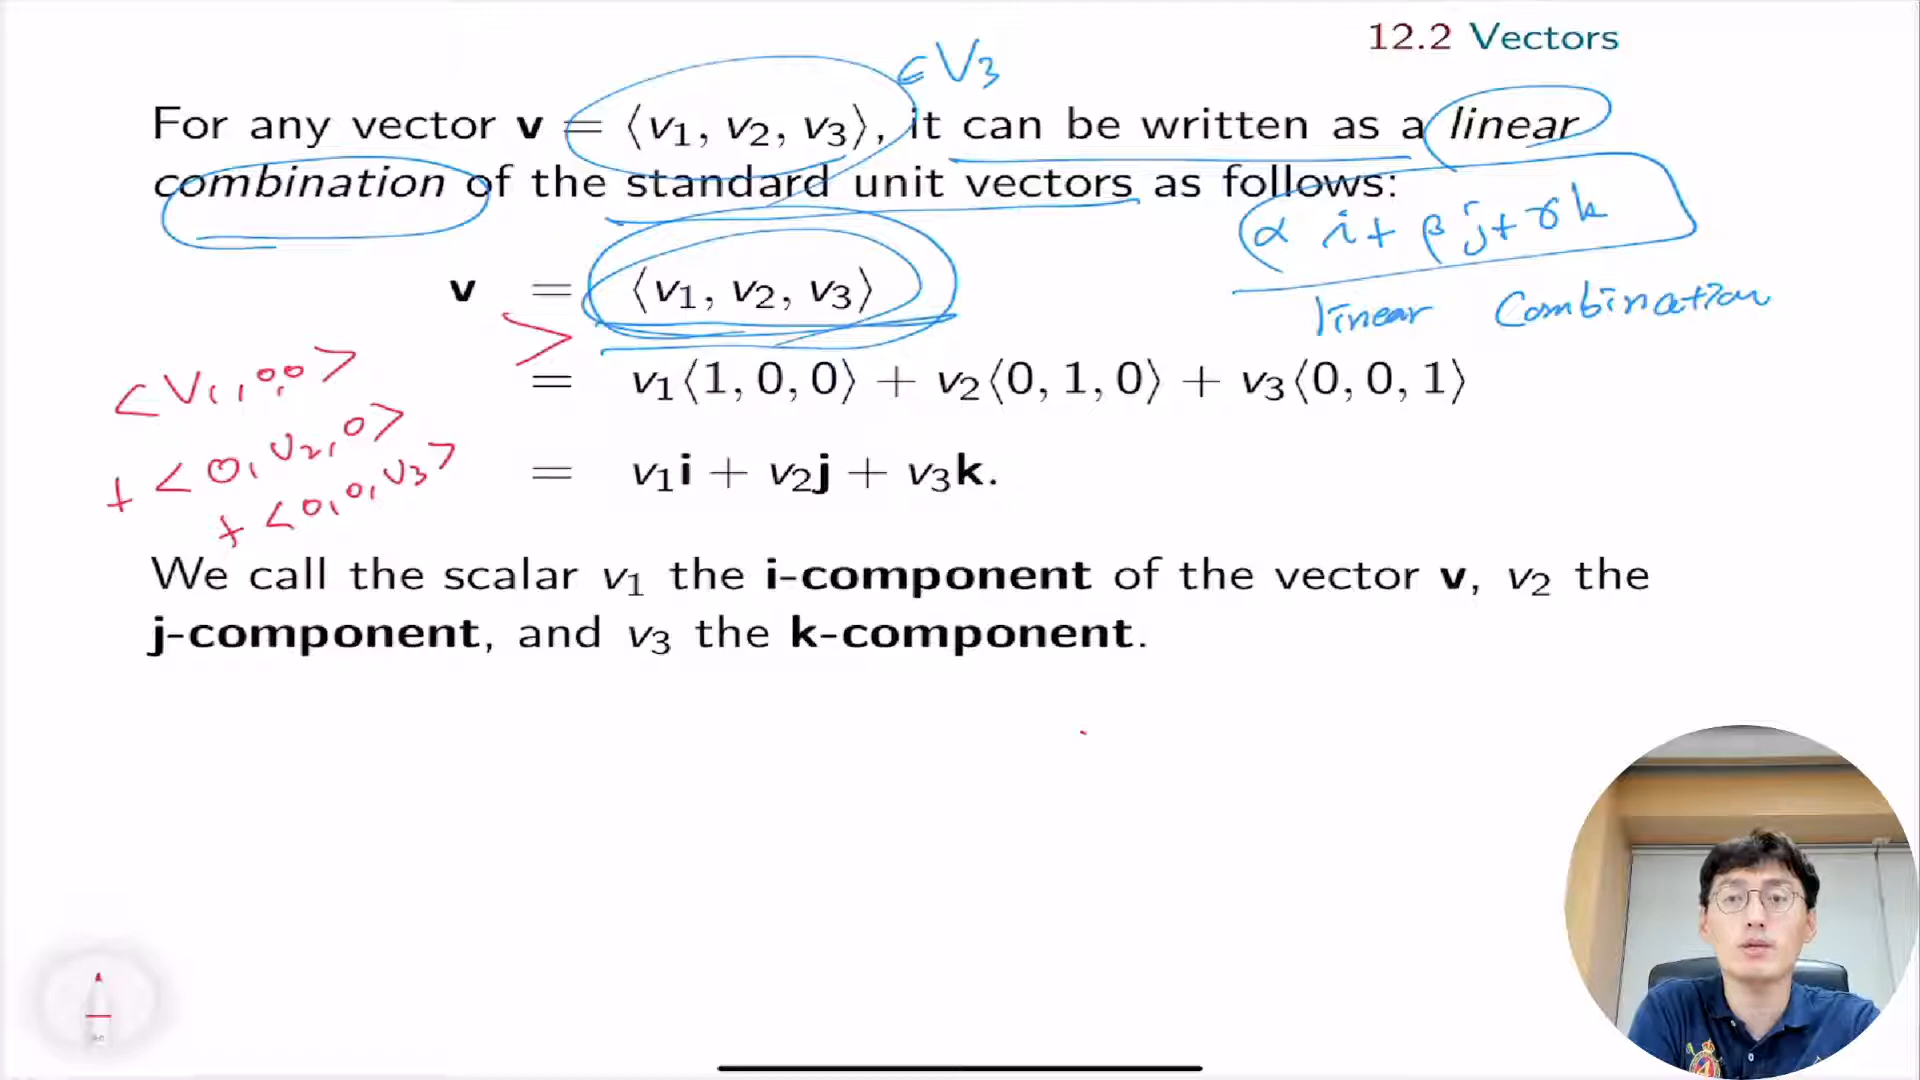 12.2 Vectors
∈ V3
For any vector v = ⟨v1, v2, v3⟩, it can be written as a linear
combination of the standard unit vectors as follows:
α i + β j + γ k
v = ⟨v1, v2, v3⟩
linear combination
= v1⟨1, 0, 0⟩ + v2⟨0, 1, 0⟩ + v3⟨0, 0, 1⟩
<v1, 0,0>
+ <0, v2, 0>
+ <0, 0, v3>
= v1i + v2j + v3k.
We call the scalar v1 the i-component of the vector v, v2 the
j-component, and v3 the k-component.